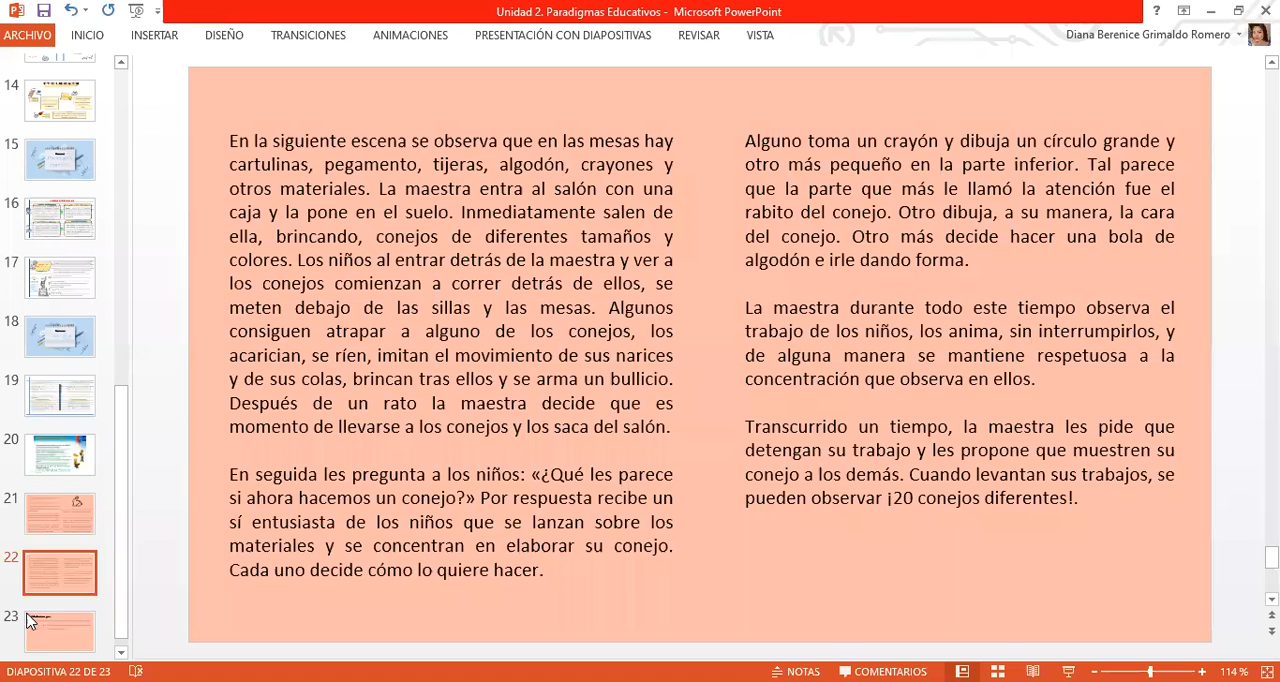 Unidad 2. Paradigmas Educativos - Microsoft PowerPoint
ARCHIVO INICIO INSERTAR DISEÑO TRANSICIONES ANIMACIONES PRESENTACIÓN CON DIAPOSITIVAS REVISAR VISTA Diana Berenice Grimaldo Romero
14
15
16
17
18
19
20
21
22
23
En la siguiente escena se observa que en las mesas hay
cartulinas, pegamento, tijeras, algodón, crayones y
otros materiales. La maestra entra al salón con una
caja y la pone en el suelo. Inmediatamente salen de
ella, brincando, conejos de diferentes tamaños y
colores. Los niños al entrar detrás de la maestra y ver a
los conejos comienzan a correr detrás de ellos, se
meten debajo de las sillas y las mesas. Algunos
consiguen atrapar a alguno de los conejos, los
acarician, se ríen, imitan el movimiento de sus narices
y de sus colas, brincan tras ellos y se arma un bullicio.
Después de un rato la maestra decide que es
momento de llevarse a los conejos y los saca del salón.
En seguida les pregunta a los niños: «¿Qué les parece
si ahora hacemos un conejo?» Por respuesta recibe un
sí entusiasta de los niños que se lanzan sobre los
materiales y se concentran en elaborar su conejo.
Cada uno decide cómo lo quiere hacer.
Alguno toma un crayón y dibuja un círculo grande y
otro más pequeño en la parte inferior. Tal parece
que la parte que más le llamó la atención fue el
rabito del conejo. Otro dibuja, a su manera, la cara
del conejo. Otro más decide hacer una bola de
algodón e irle dando forma.
La maestra durante todo este tiempo observa el
trabajo de los niños, los anima, sin interrumpirlos, y
de alguna manera se mantiene respetuosa a la
concentración que observa en ellos.
Transcurrido un tiempo, la maestra les pide que
detengan su trabajo y les propone que muestren su
conejo a los demás. Cuando levantan sus trabajos, se
pueden observar ¡20 conejos diferentes!.
DIAPOSITIVA 22 DE 23 NOTAS COMENTARIOS 114 %